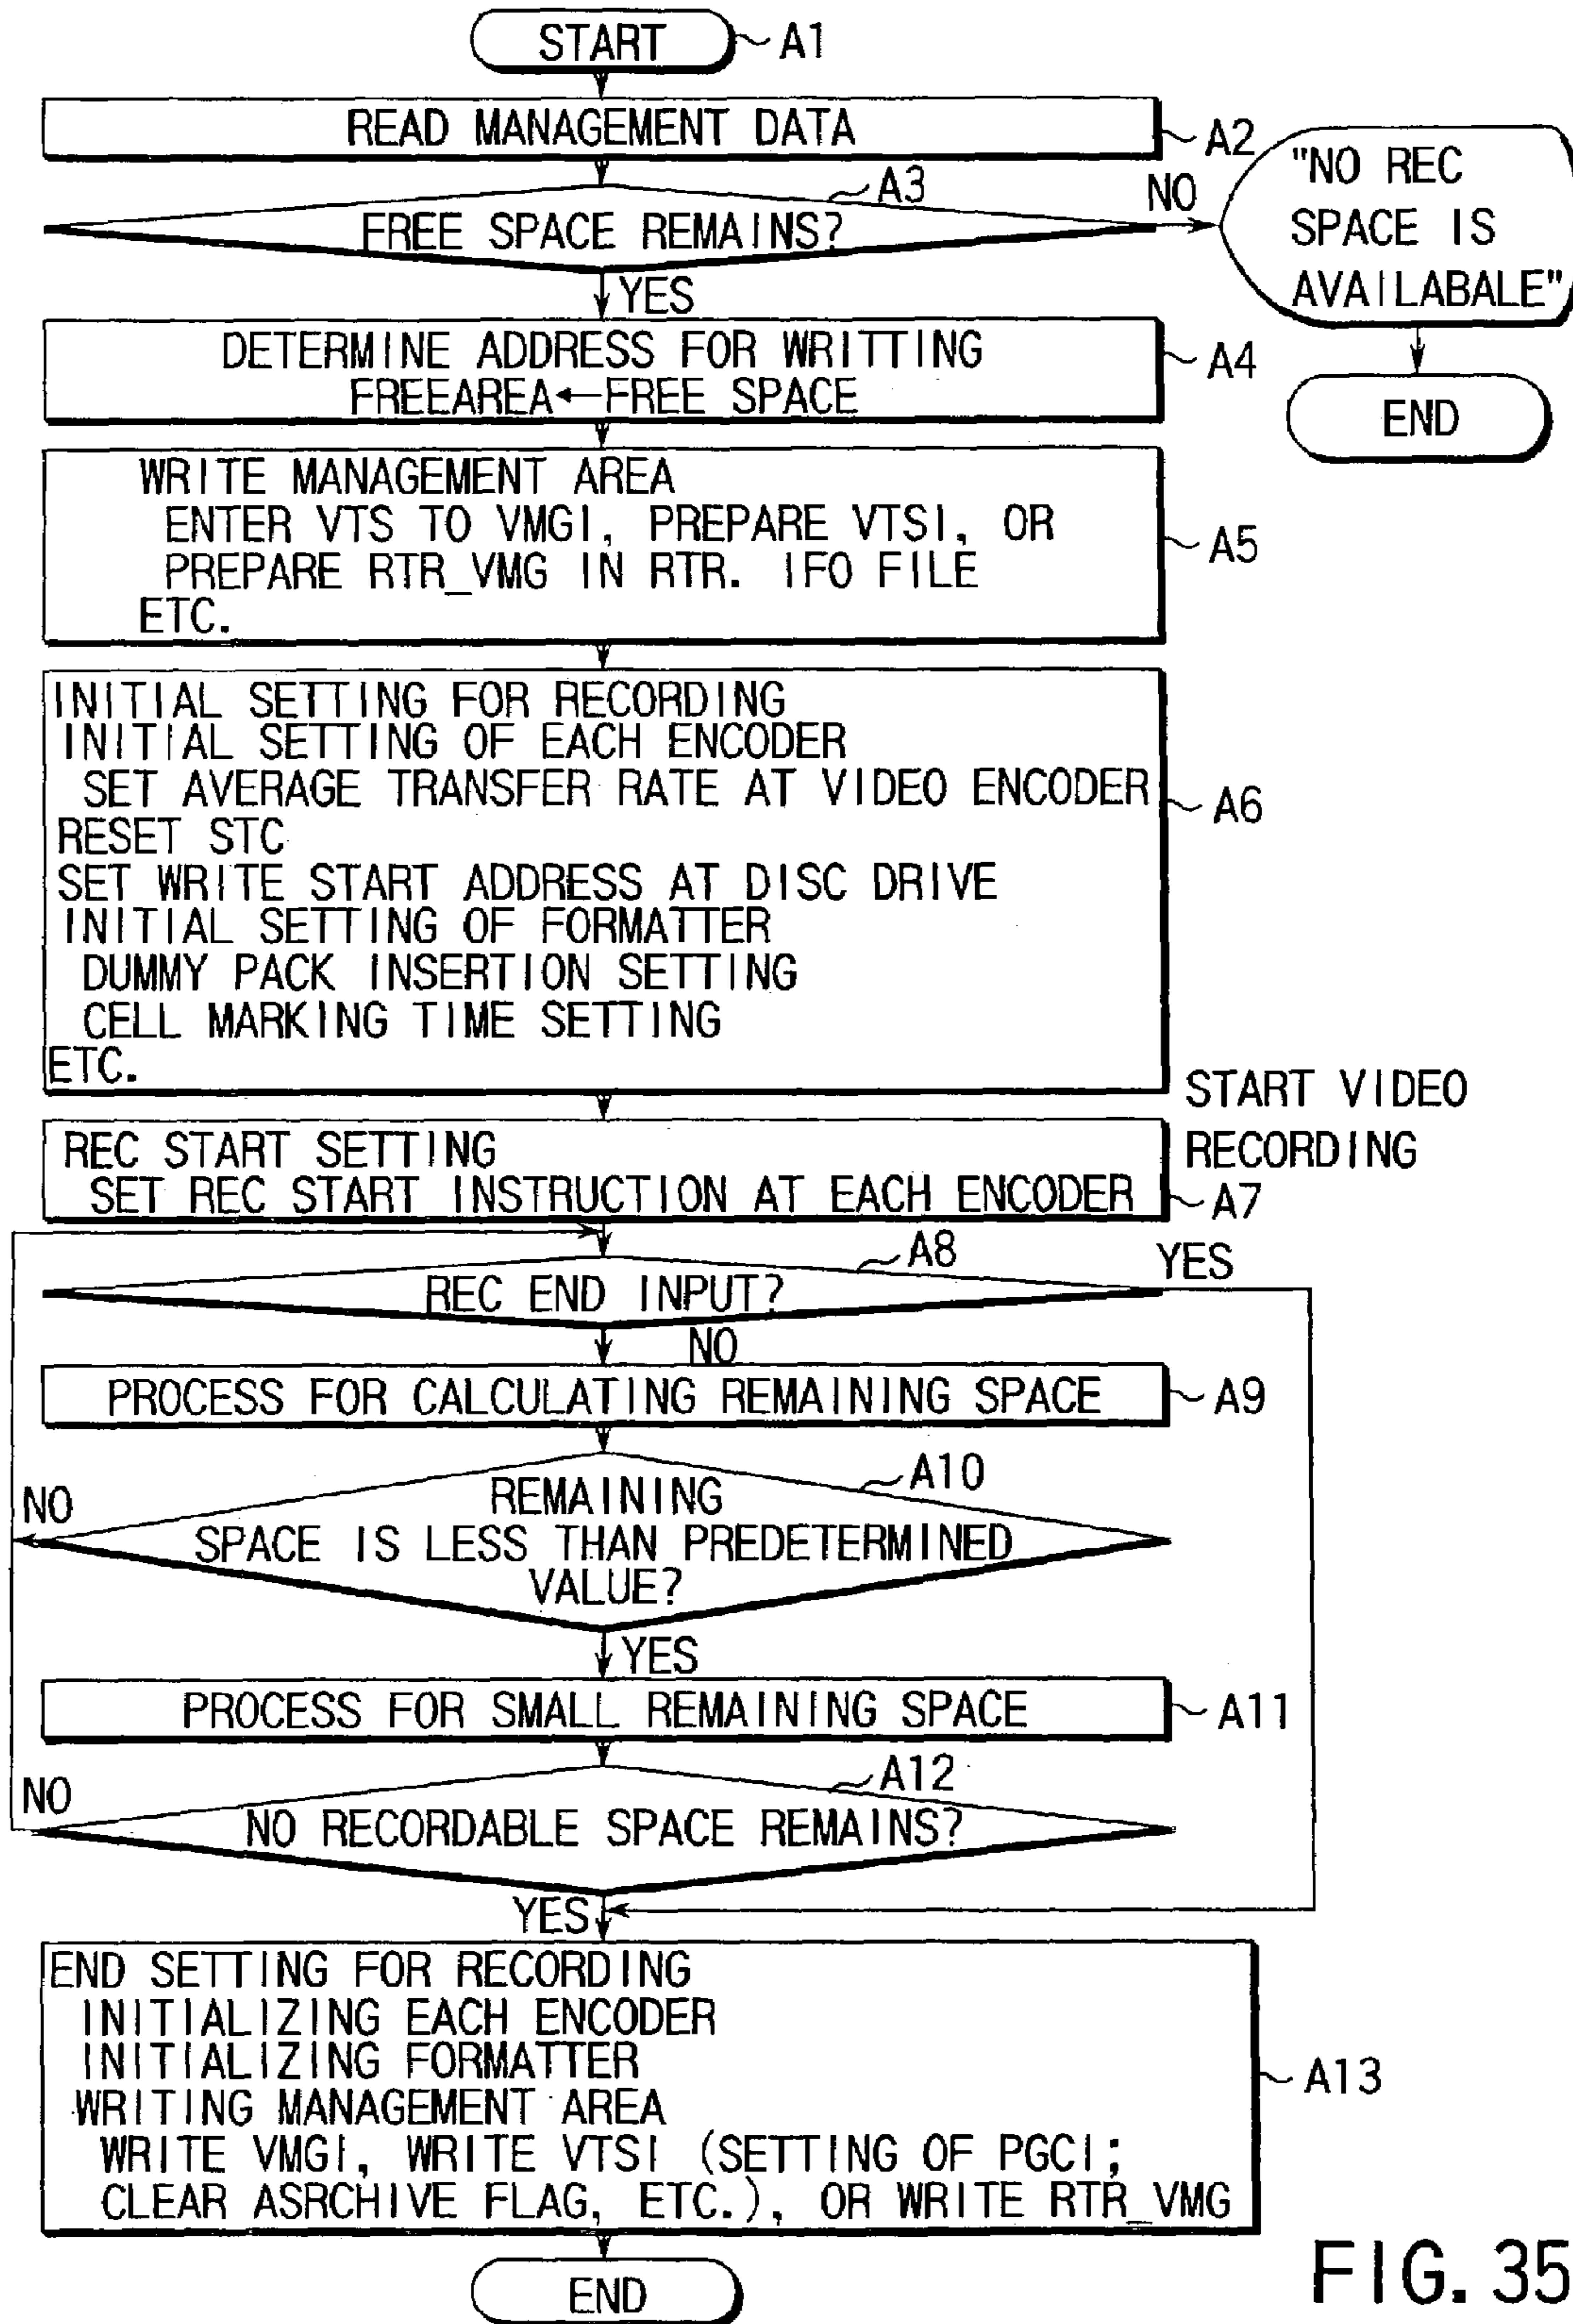 START
A1
READ MANAGEMENT DATA
A2
A3
FREE SPACE REMAINS?
NO
"NO REC
SPACE IS
AVAILABALE"
END
YES
DETERMINE ADDRESS FOR WRITTING
FREEAREA←FREE SPACE
A4
WRITE MANAGEMENT AREA
ENTER VTS TO VMGI, PREPARE VTSI, OR
PREPARE RTR_VMG IN RTR. IFO FILE
ETC.
A5
INITIAL SETTING FOR RECORDING
INITIAL SETTING OF EACH ENCODER
SET AVERAGE TRANSFER RATE AT VIDEO ENCODER
RESET STC
SET WRITE START ADDRESS AT DISC DRIVE
INITIAL SETTING OF FORMATTER
DUMMY PACK INSERTION SETTING
CELL MARKING TIME SETTING
ETC.
A6
START VIDEO
RECORDING
REC START SETTING
SET REC START INSTRUCTION AT EACH ENCODER
A7
A8
REC END INPUT?
YES
NO
PROCESS FOR CALCULATING REMAINING SPACE
A9
A10
REMAINING
SPACE IS LESS THAN PREDETERMINED
VALUE?
NO
YES
PROCESS FOR SMALL REMAINING SPACE
A11
A12
NO RECORDABLE SPACE REMAINS?
NO
YES
END SETTING FOR RECORDING
INITIALIZING EACH ENCODER
INITIALIZING FORMATTER
WRITING MANAGEMENT AREA
WRITE VMGI, WRITE VTSI (SETTING OF PGCI;
CLEAR ASRCHIVE FLAG, ETC.), OR WRITE RTR_VMG
A13
END
FIG. 35